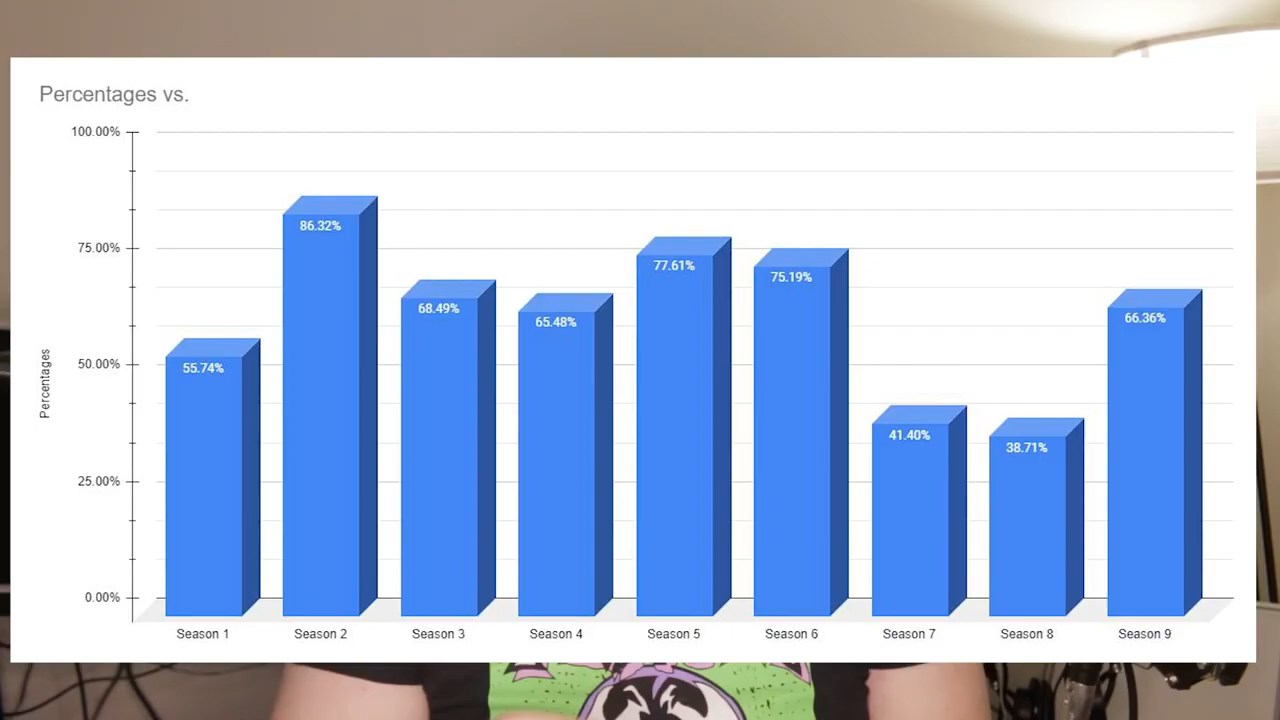 Percentages vs.
100.00%
75.00%
50.00%
25.00%
0.00%
Percentages
55.74%
86.32%
68.49%
65.48%
77.61%
75.19%
41.40%
38.71%
66.36%
Season 1
Season 2
Season 3
Season 4
Season 5
Season 6
Season 7
Season 8
Season 9